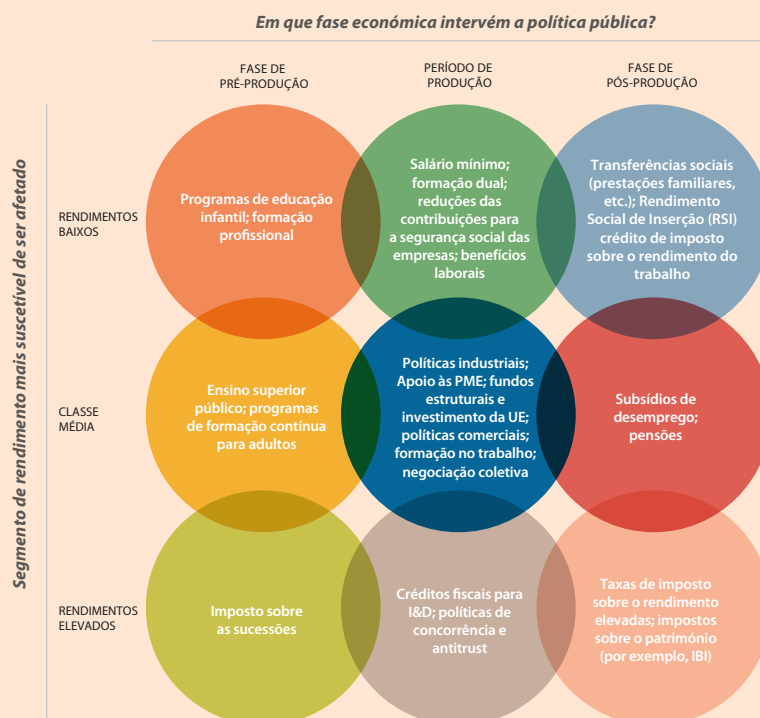 Em que fase económica intervém a política pública?
FASE DE
PRÉ-PRODUÇÃO
PERÍODO DE
PRODUÇÃO
FASE DE
PÓS-PRODUÇÃO
Segmento de rendimento mais suscetível de ser afetado
RENDIMENTOS
BAIXOS
Programas de educação
infantil; formação
profissional
Salário mínimo;
formação dual;
reduções das
contribuições para
a segurança social das
empresas; benefícios
laborais
Transferências sociais
(prestações familiares,
etc.); Rendimento
Social de Inserção (RSI)
crédito de imposto
sobre o rendimento do
trabalho
CLASSE
MÉDIA
Ensino superior
público; programas
de formação contínua
para adultos
Políticas industriais;
Apoio às PME; fundos
estruturais e
investimento da UE;
políticas comerciais;
formação no trabalho;
negociação coletiva
Subsídios de
desemprego;
pensões
RENDIMENTOS
ELEVADOS
Imposto sobre
as sucessões
Créditos fiscais para
I&D; políticas de
concorrência e
antitrust
Taxas de imposto
sobre o rendimento
elevadas; impostos
sobre o património
(por exemplo, IBI)